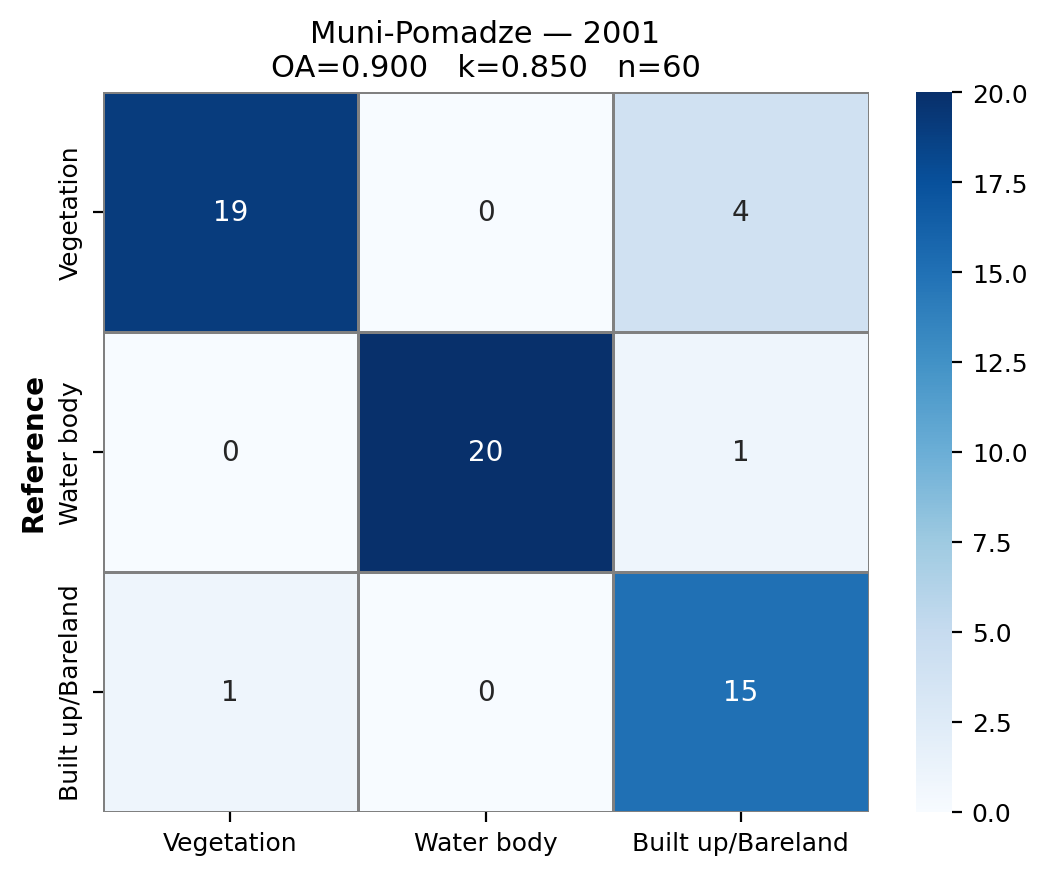 Muni-Pomadze — 2001
OA=0.900 k=0.850 n=60
Reference
Vegetation
19 0 4
Water body
0 20 1
Built up/Bareland
1 0 15
Vegetation Water body Built up/Bareland
20.0
17.5
15.0
12.5
10.0
7.5
5.0
2.5
0.0